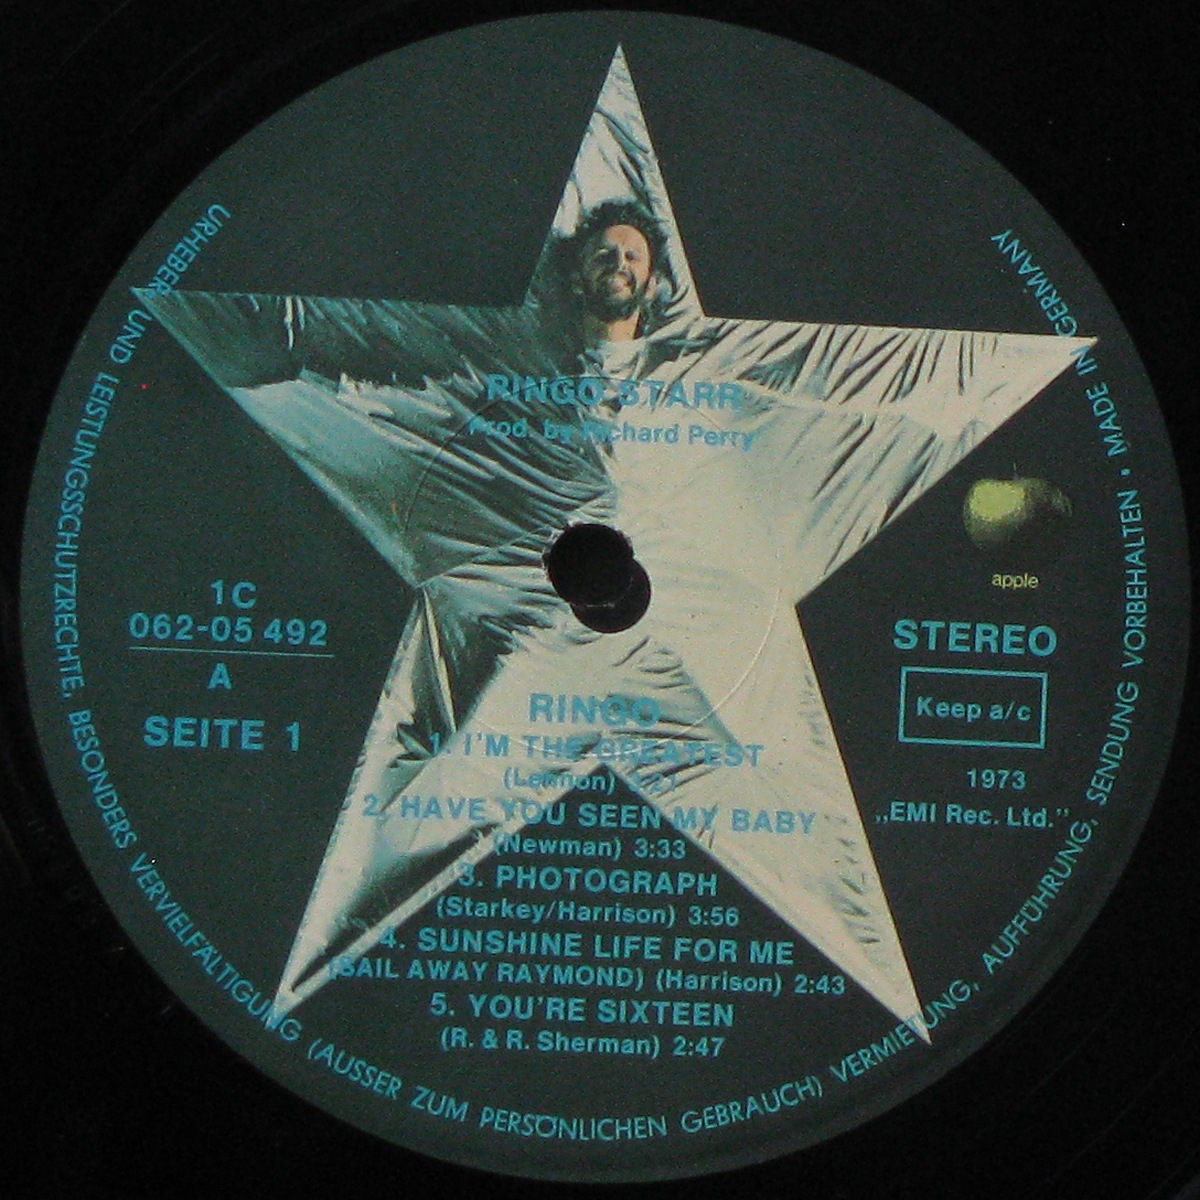 RINGO STARR
Prod. by Richard Perry
apple
1C
062-05 492
A
SEITE 1
STEREO
Keep a/c
1973
„EMI Rec. Ltd.”
RINGO
1. I'M THE GREATEST
(Lennon)
2. HAVE YOU SEEN MY BABY
(Newman) 3:33
3. PHOTOGRAPH
(Starkey/Harrison) 3:56
4. SUNSHINE LIFE FOR ME
(SAIL AWAY RAYMOND) (Harrison) 2:43
5. YOU'RE SIXTEEN
(R. & R. Sherman) 2:47
URHEBER UND LEISTUNGSSCHUTZRECHTE, BESONDERS VERVIELFÄLTIGUNG (AUSSER ZUM PERSÖNLICHEN GEBRAUCH) VERMIETUNG, AUFFÜHRUNG, SENDUNG VORBEHALTEN • MADE IN GERMANY